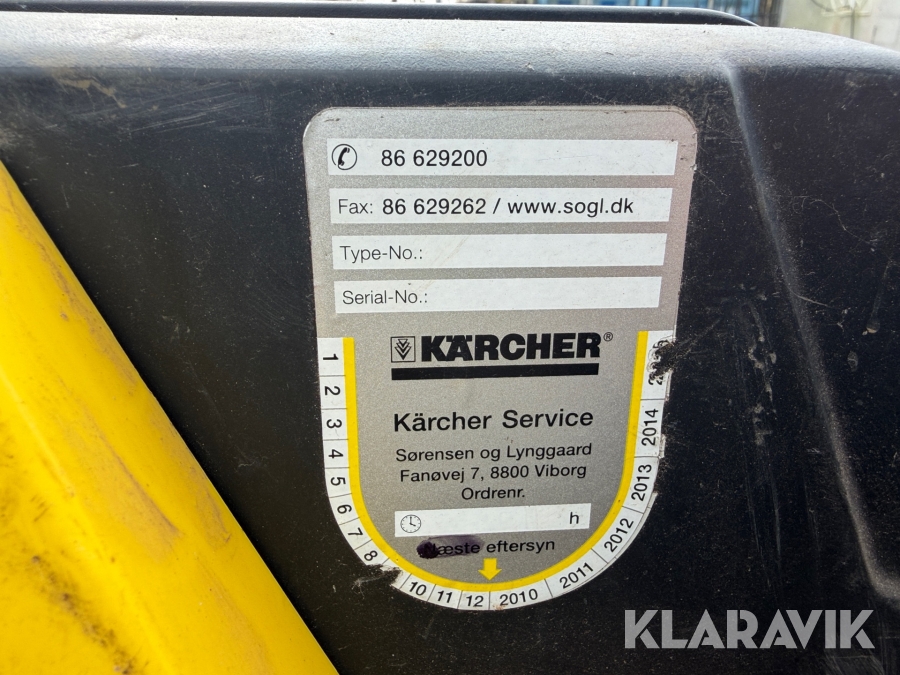 86 629200
Fax: 86 629262 / www.sogl.dk
Type-No.:
Serial-No.:
KÄRCHER®
Kärcher Service
Sørensen og Lynggaard
Fanøvej 7, 8800 Viborg
Ordrenr.
h
Næste eftersyn
1
2
3
4
5
6
7
8
10
11
12
2010
2011
2012
2013
2014
KLARAVIK